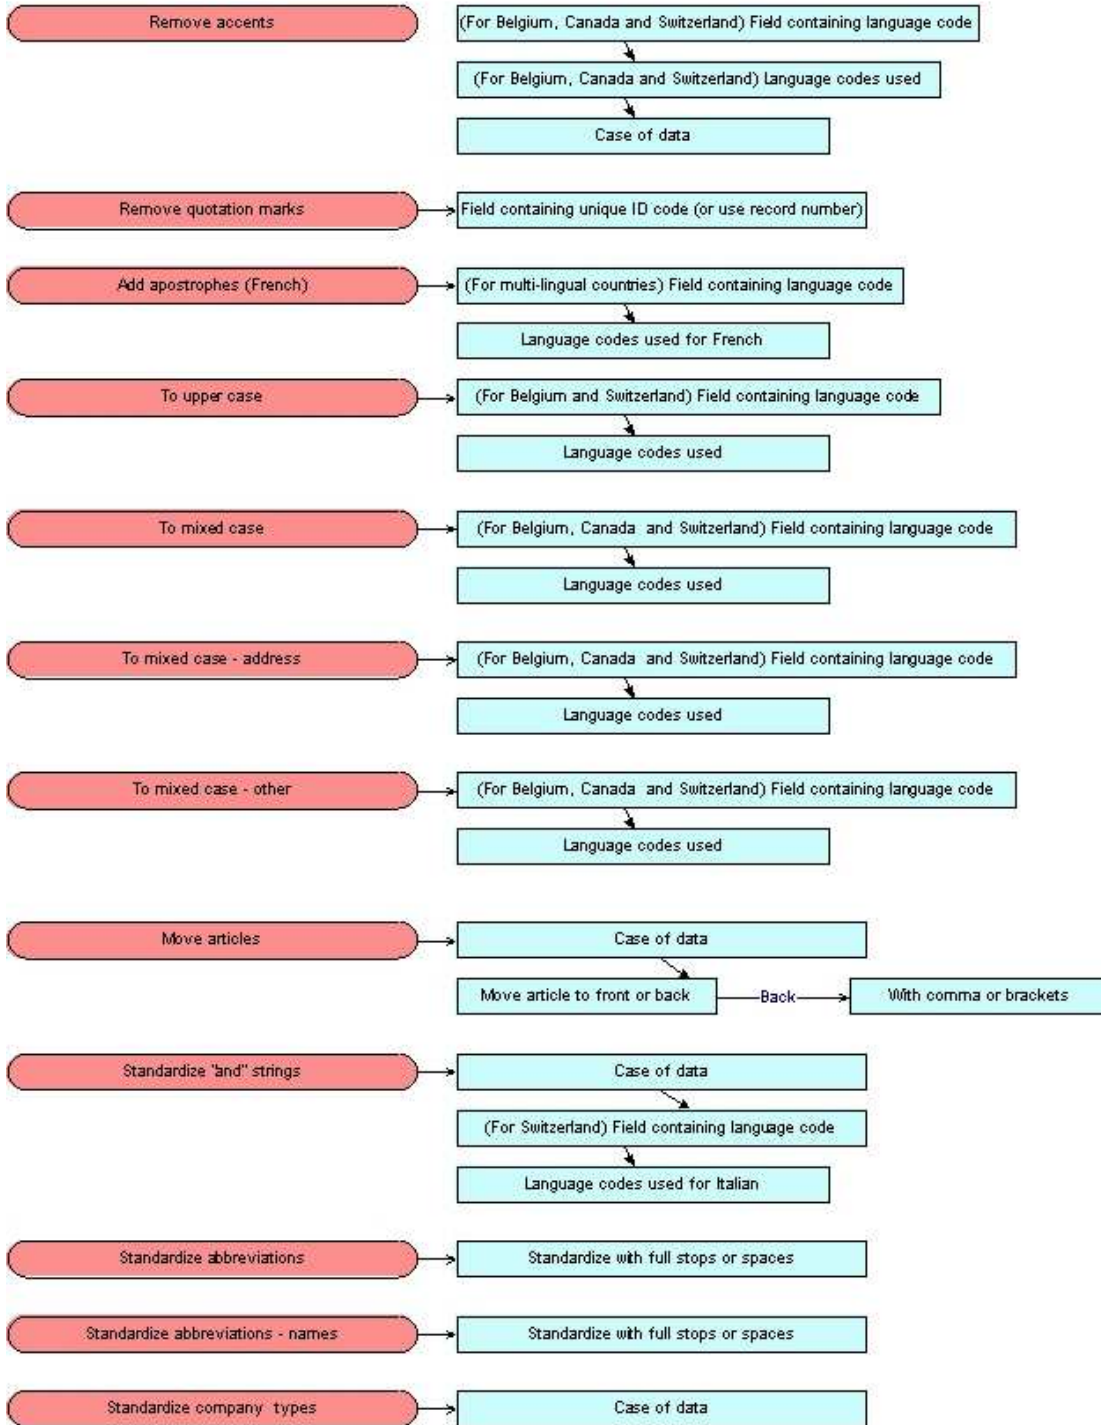 Remove accents
(For Belgium, Canada and Switzerland) Field containing language code
(For Belgium, Canada and Switzerland) Language codes used
Case of data
Remove quotation marks
Field containing unique ID code (or use record number)
Add apostrophes (French)
(For multi-lingual countries) Field containing language code
Language codes used for French
To upper case
(For Belgium and Switzerland) Field containing language code
Language codes used
To mixed case
(For Belgium, Canada and Switzerland) Field containing language code
Language codes used
To mixed case - address
(For Belgium, Canada and Switzerland) Field containing language code
Language codes used
To mixed case - other
(For Belgium, Canada and Switzerland) Field containing language code
Language codes used
Move articles
Case of data
Move article to front or back
Back
With comma or brackets
Standardize "and" strings
Case of data
(For Switzerland) Field containing language code
Language codes used for Italian
Standardize abbreviations
Standardize with full stops or spaces
Standardize abbreviations - names
Standardize with full stops or spaces
Standardize company types
Case of data